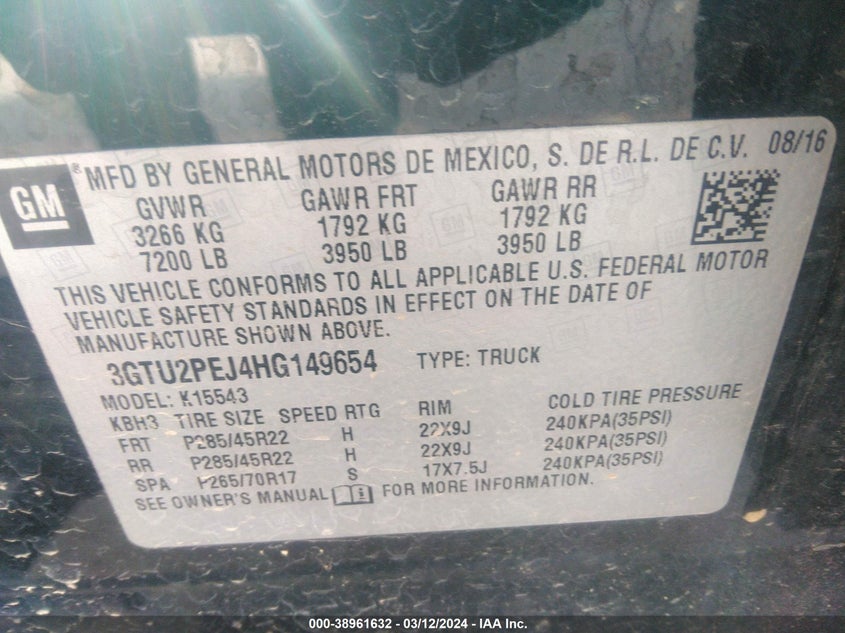 GM
® MFD BY GENERAL MOTORS DE MEXICO, S. DE R.L. DE C.V. 08/16
GVWR GAWR FRT GAWR RR
3266 KG 1792 KG 1792 KG
7200 LB 3950 LB 3950 LB
THIS VEHICLE CONFORMS TO ALL APPLICABLE U.S. FEDERAL MOTOR
VEHICLE SAFETY STANDARDS IN EFFECT ON THE DATE OF
MANUFACTURE SHOWN ABOVE.
3GTU2PEJ4HG149654 TYPE: TRUCK
MODEL: K15543
KBH3 TIRE SIZE SPEED RTG RIM COLD TIRE PRESSURE
FRT P285/45R22 H 22X9J 240KPA(35PSI)
RR P285/45R22 H 22X9J 240KPA(35PSI)
SPA P265/70R17 S 17X7.5J 240KPA(35PSI)
SEE OWNER'S MANUAL FOR MORE INFORMATION.
000-38961632 - 03/12/2024 - IAA Inc.